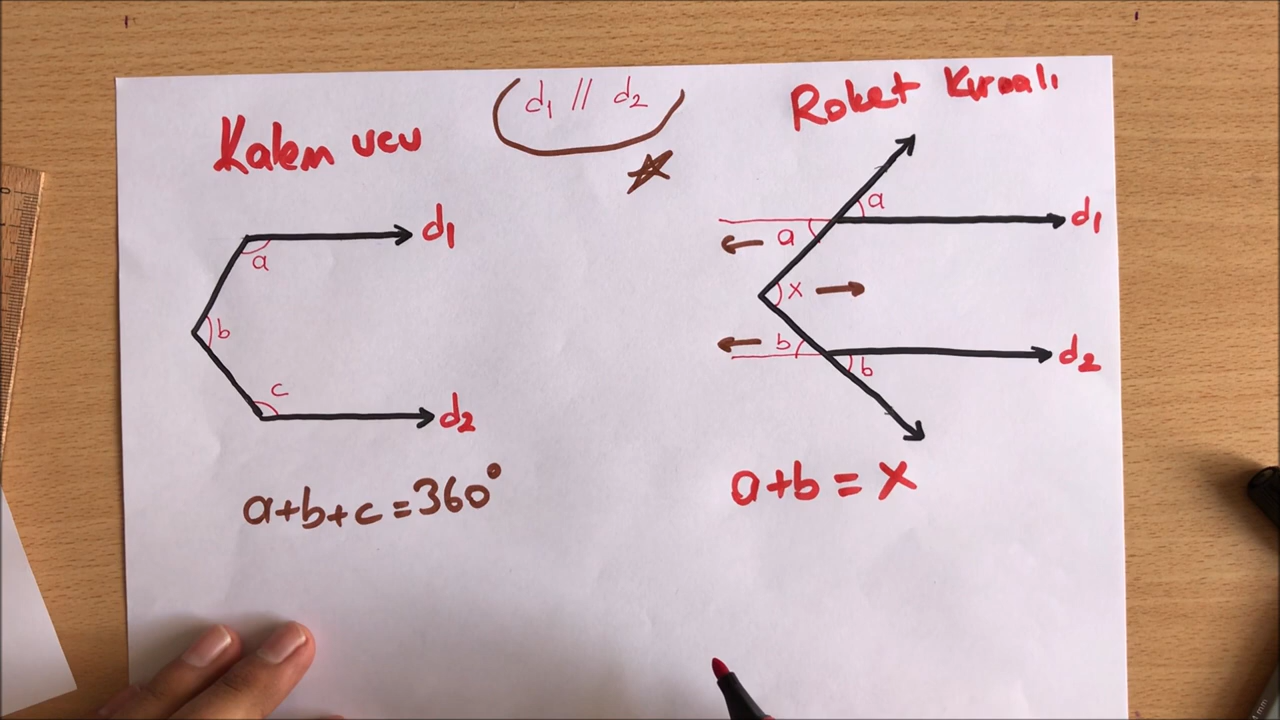 Kalem ucu
d₁ // d₂
Roket Kuralı
d₁
a
b
c
d₂
a+b+c=360°
a
d₁
a
x
b
d₂
b
a+b=x